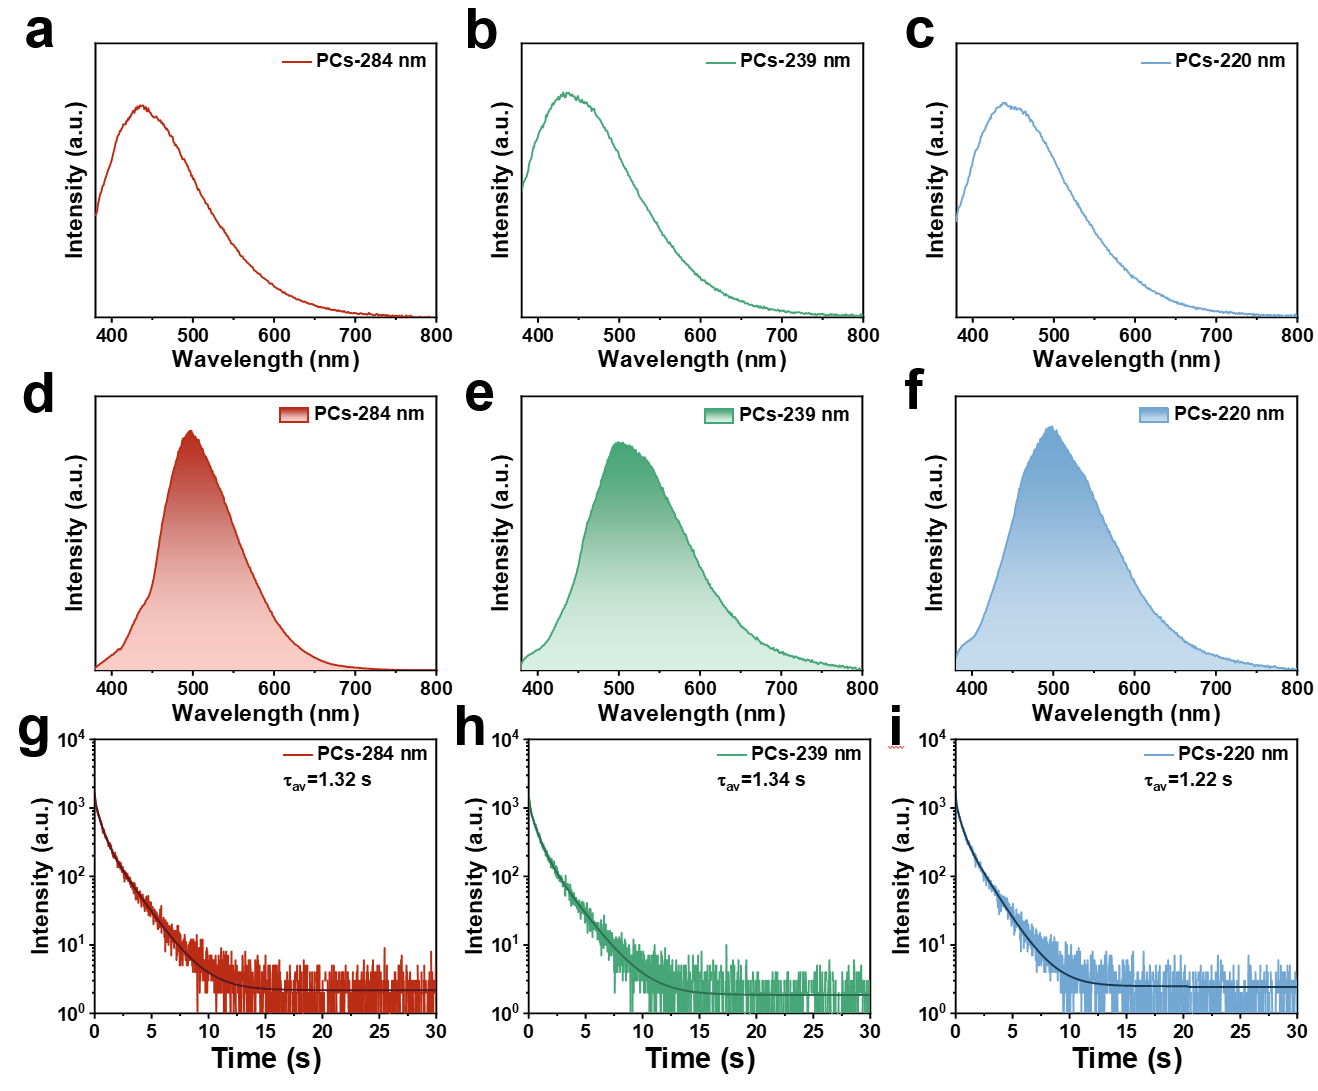 a
PCs-284 nm
Intensity (a.u.)
400 500 600 700 800
Wavelength (nm)
b
PCs-239 nm
Intensity (a.u.)
400 500 600 700 800
Wavelength (nm)
c
PCs-220 nm
Intensity (a.u.)
400 500 600 700 800
Wavelength (nm)
d
PCs-284 nm
Intensity (a.u.)
400 500 600 700 800
Wavelength (nm)
e
PCs-239 nm
Intensity (a.u.)
400 500 600 700 800
Wavelength (nm)
f
PCs-220 nm
Intensity (a.u.)
400 500 600 700 800
Wavelength (nm)
g
PCs-284 nm
τav=1.32 s
Intensity (a.u.)
10⁴
10³
10²
10¹
10⁰
0 5 10 15 20 25 30
Time (s)
h
PCs-239 nm
τav=1.34 s
Intensity (a.u.)
10⁴
10³
10²
10¹
10⁰
0 5 10 15 20 25 30
Time (s)
i
PCs-220 nm
τav=1.22 s
Intensity (a.u.)
10⁴
10³
10²
10¹
10⁰
0 5 10 15 20 25 30
Time (s)